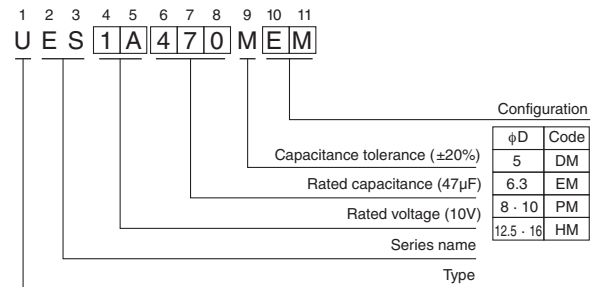 1 2 3 4 5 6 7 8 9 10 11
U E S 1 A 4 7 0 M E M
Configuration
φD Code
5 DM
6.3 EM
8 · 10 PM
12.5 · 16 HM
Capacitance tolerance (±20%)
Rated capacitance (47µF)
Rated voltage (10V)
Series name
Type